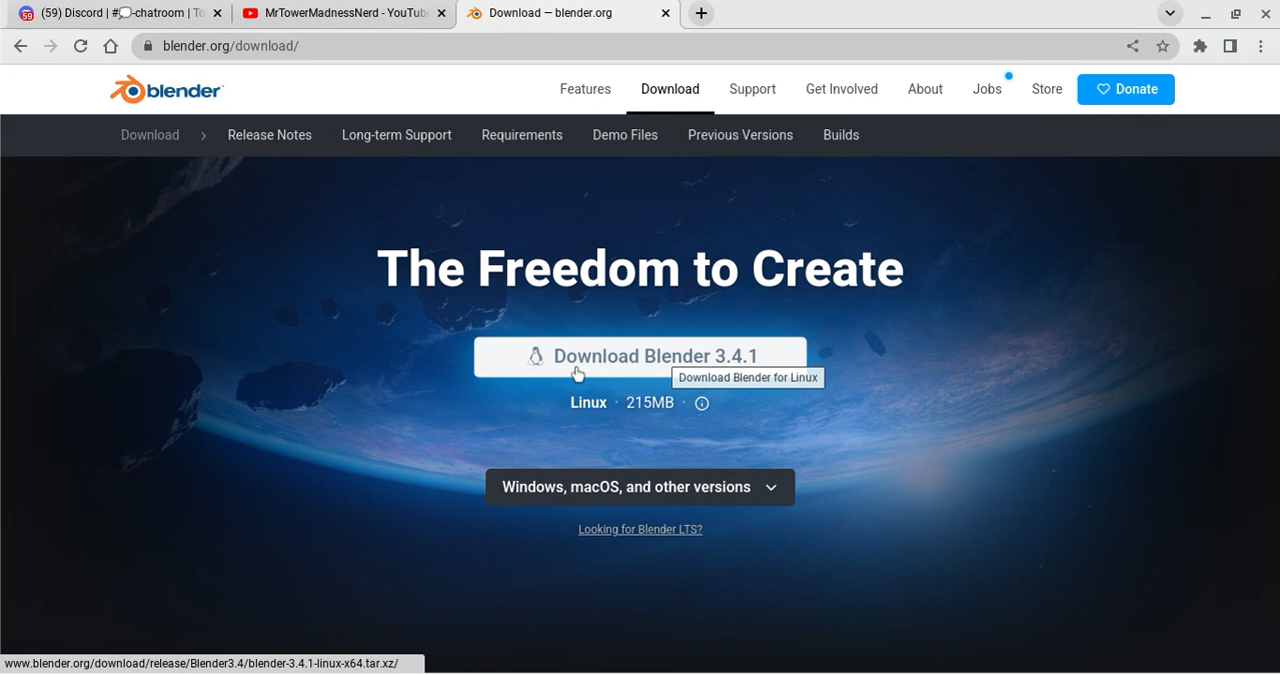 59 (59) Discord | #💭-chatroom | To
MrTowerMadnessNerd - YouTube
Download — blender.org
blender.org/download/
blender
Features
Download
Support
Get Involved
About
Jobs
Store
Donate
Download
Release Notes
Long-term Support
Requirements
Demo Files
Previous Versions
Builds
The Freedom to Create
Download Blender 3.4.1
Download Blender for Linux
Linux · 215MB ·
Windows, macOS, and other versions
Looking for Blender LTS?
www.blender.org/download/release/Blender3.4/blender-3.4.1-linux-x64.tar.xz/